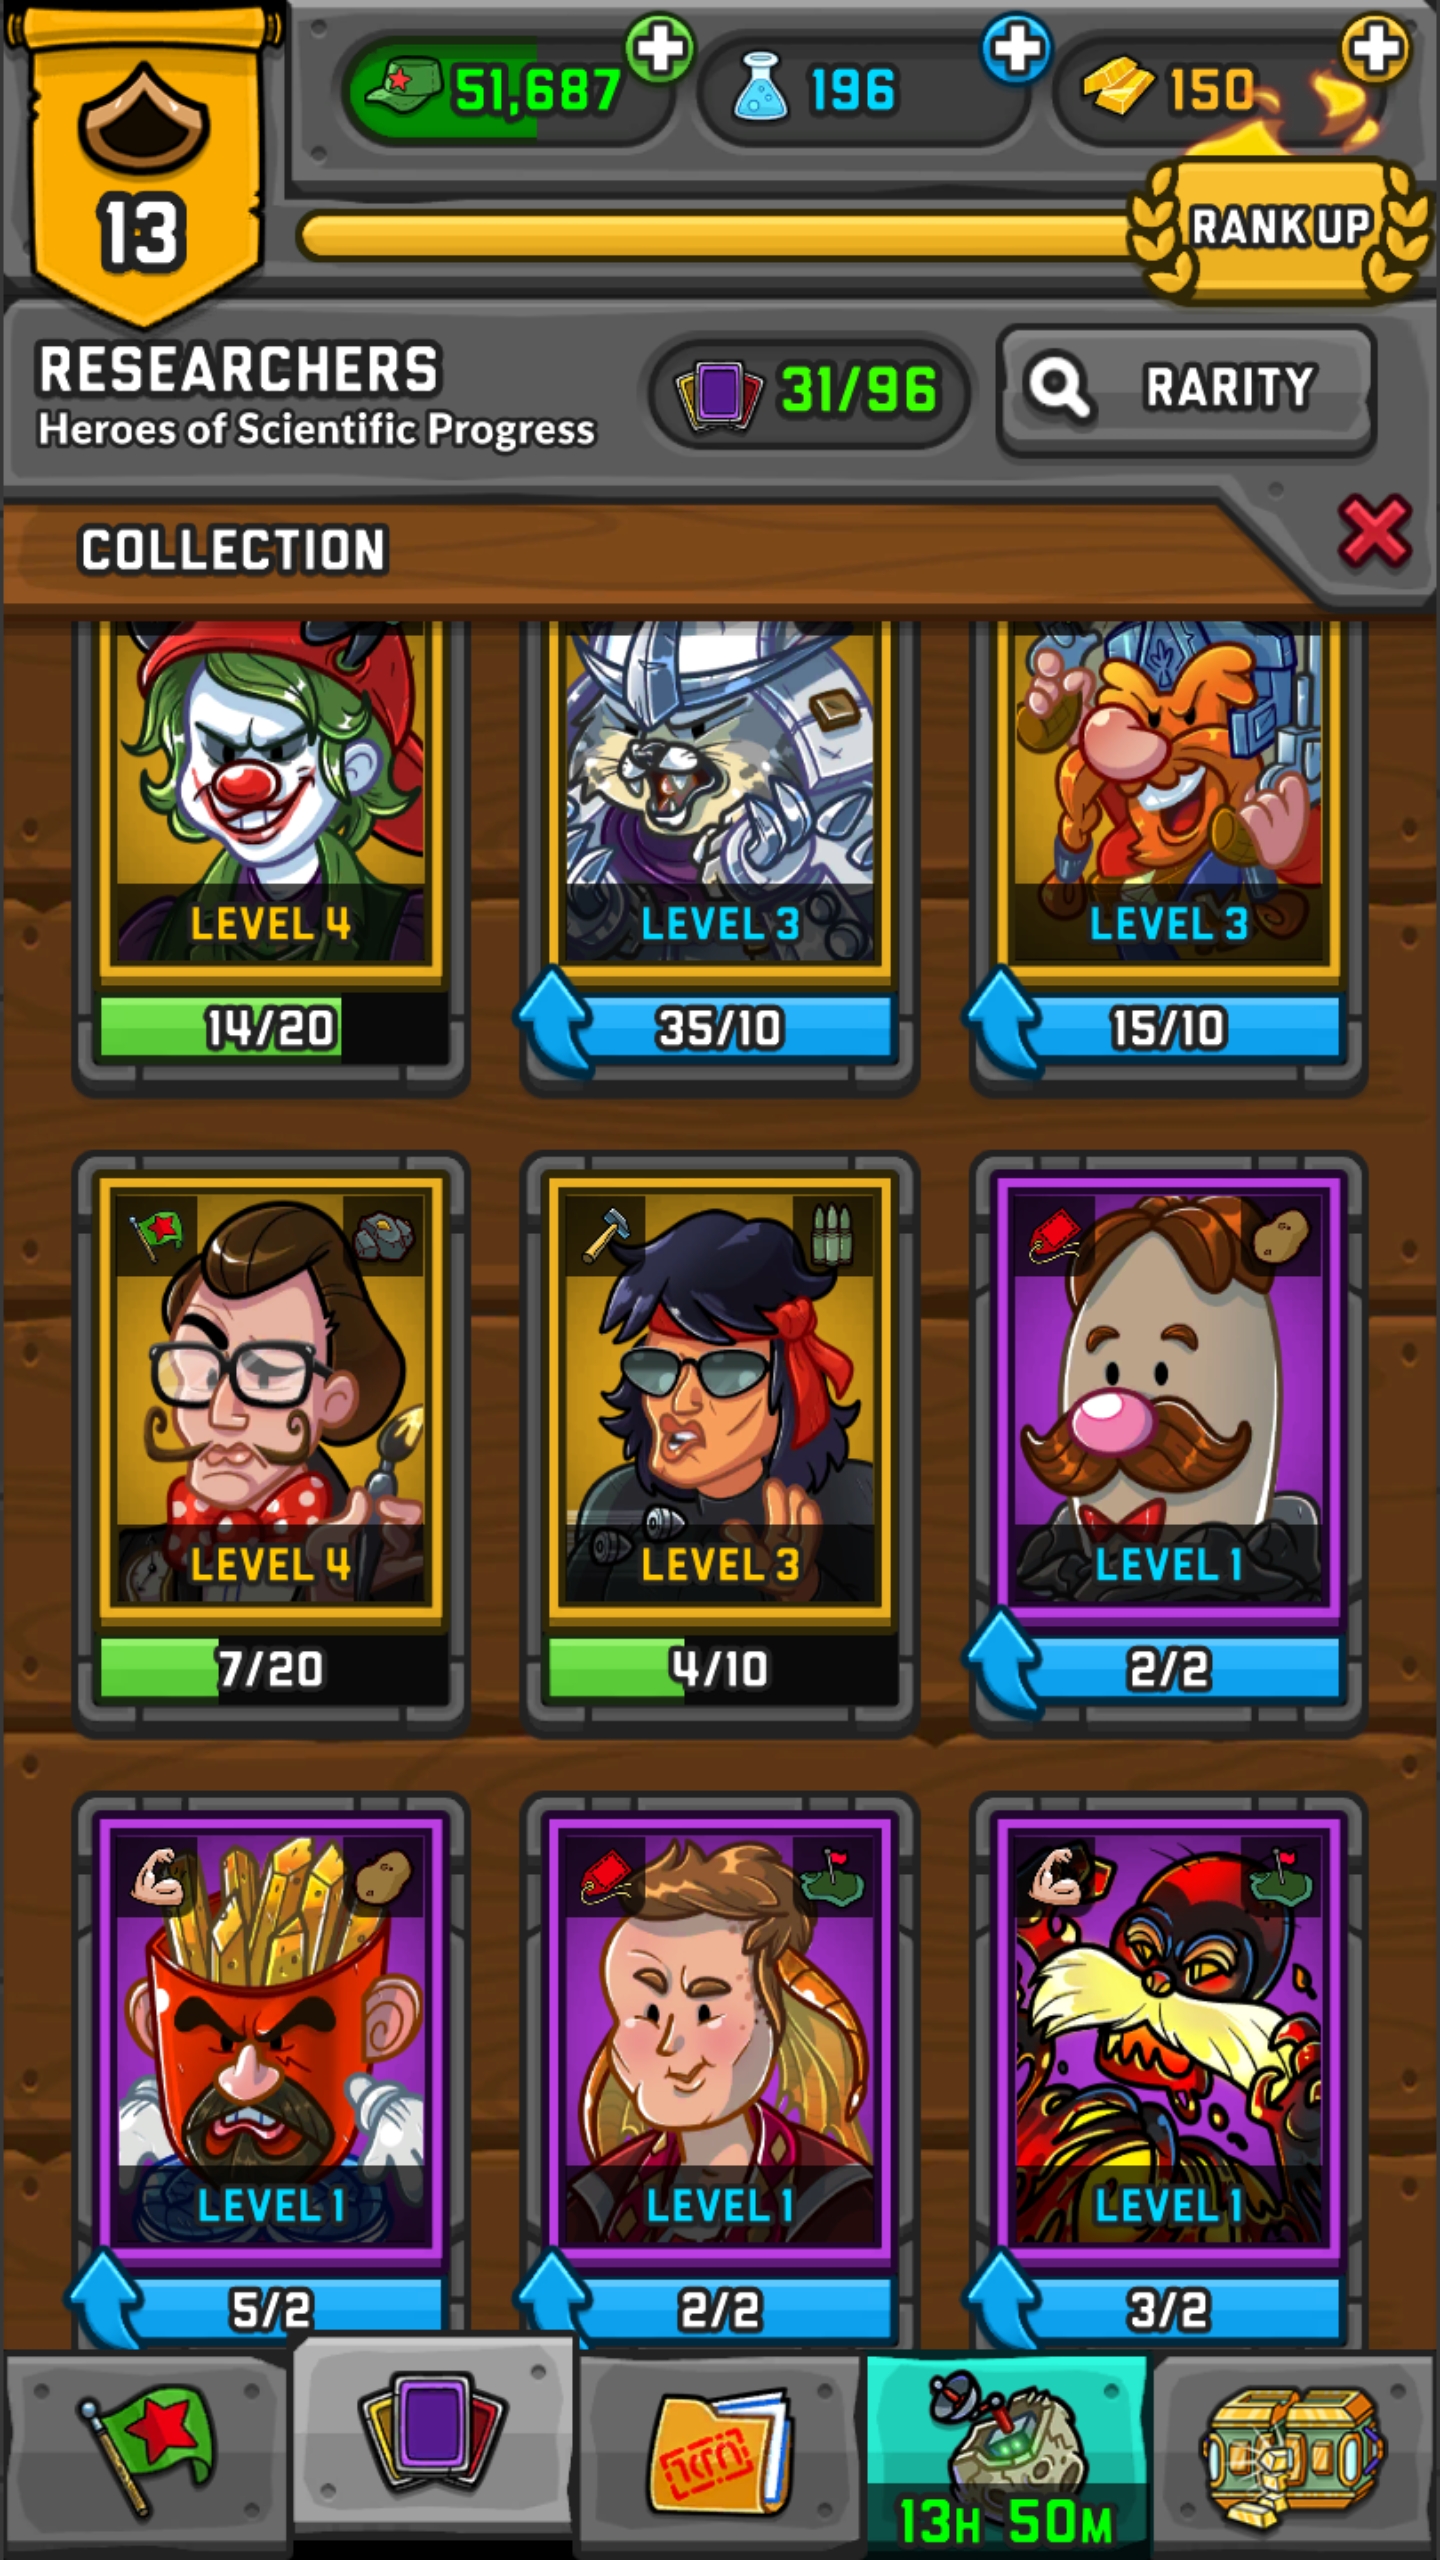 51,687
196
150
13
RANK UP
RESEARCHERS
Heroes of Scientific Progress
31/96
RARITY
COLLECTION
LEVEL 4
LEVEL 3
LEVEL 3
14/20
35/10
15/10
LEVEL 4
LEVEL 3
LEVEL 1
7/20
4/10
2/2
LEVEL 1
LEVEL 1
LEVEL 1
5/2
2/2
3/2
13H 50M